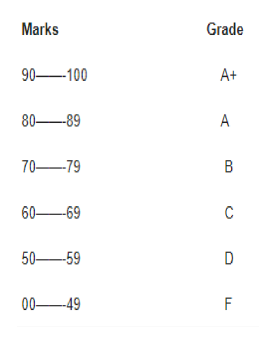 Marks Grade
90——-100 A+
80——-89 A
70——-79 B
60——-69 C
50——-59 D
00——-49 F